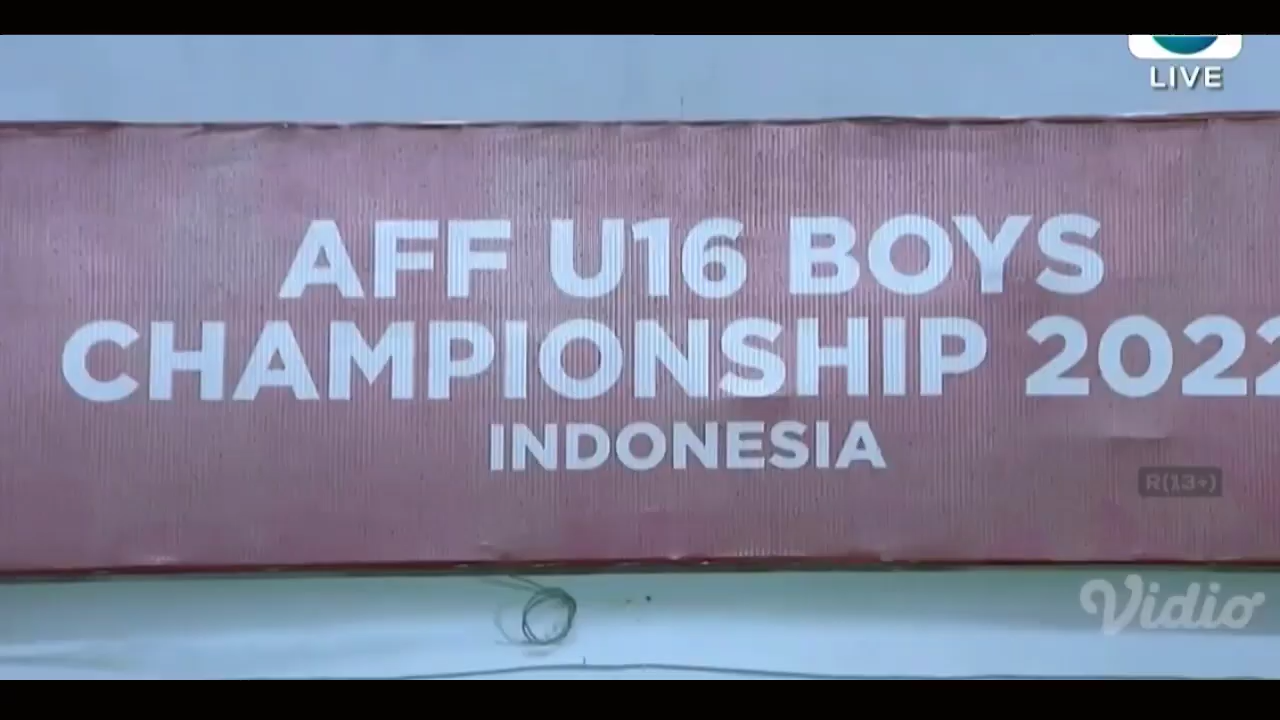 LIVE
AFF U16 BOYS
CHAMPIONSHIP 2022
INDONESIA
R(13+)
Vidio